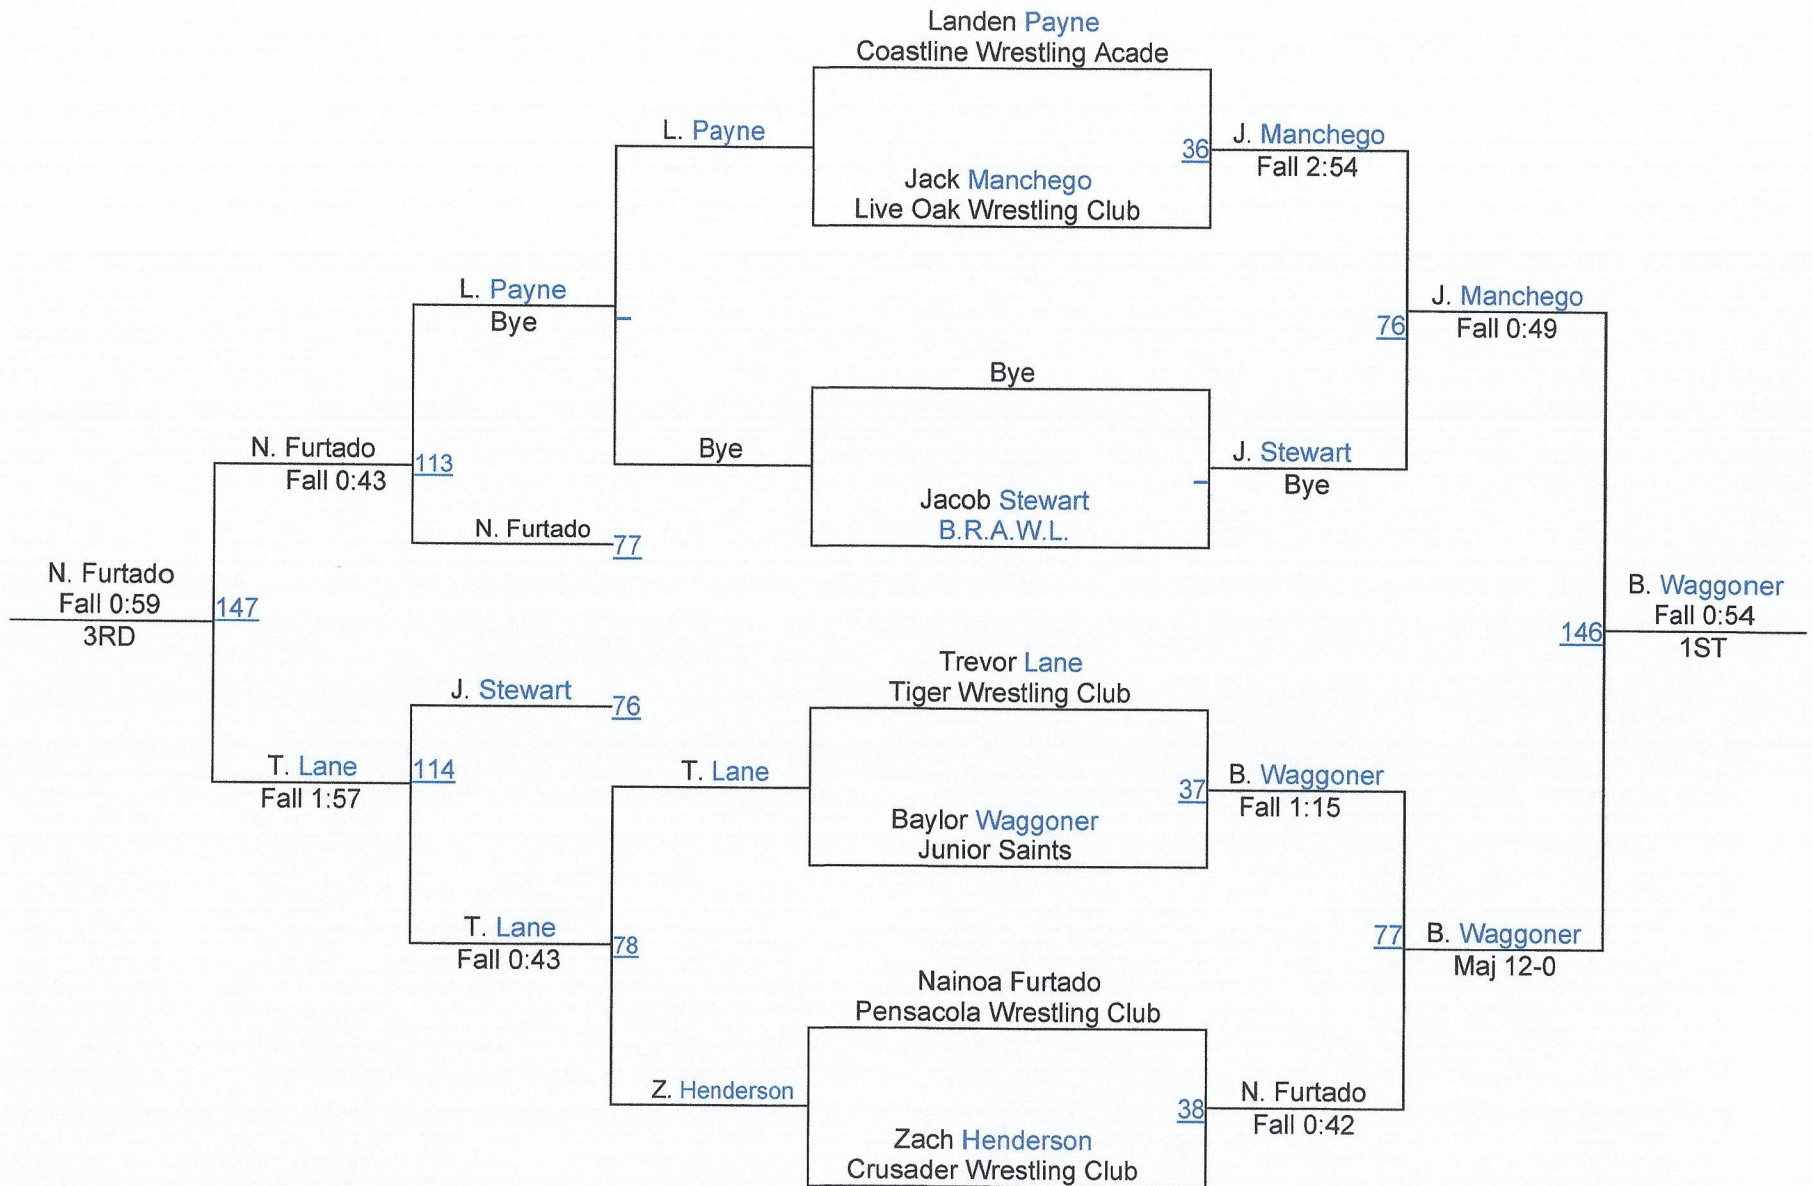 Landen Payne
Coastline Wrestling Acade
L. Payne
36
J. Manchego
Fall 2:54
Jack Manchego
Live Oak Wrestling Club
L. Payne
Bye
J. Manchego
Fall 0:49
76
Bye
N. Furtado
Fall 0:43
113
Bye
J. Stewart
Bye
Jacob Stewart
B.R.A.W.L.
N. Furtado
77
N. Furtado
Fall 0:59
3RD
147
B. Waggoner
Fall 0:54
1ST
146
Trevor Lane
Tiger Wrestling Club
J. Stewart
76
T. Lane
Fall 1:57
114
T. Lane
37
B. Waggoner
Fall 1:15
Baylor Waggoner
Junior Saints
T. Lane
Fall 0:43
78
77
B. Waggoner
Maj 12-0
Nainoa Furtado
Pensacola Wrestling Club
Z. Henderson
38
N. Furtado
Fall 0:42
Zach Henderson
Crusader Wrestling Club